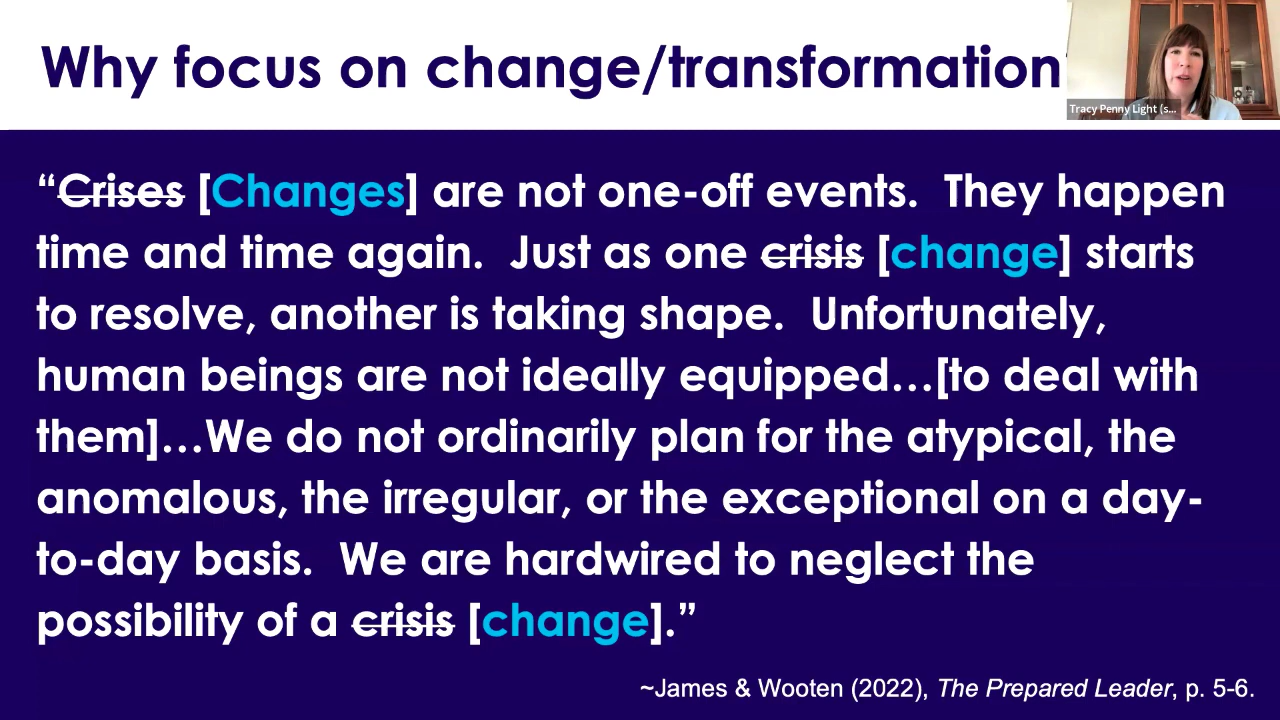 Why focus on change/transformation
Tracy Penny Light (s...
“Crises [Changes] are not one-off events. They happen
time and time again. Just as one crisis [change] starts
to resolve, another is taking shape. Unfortunately,
human beings are not ideally equipped…[to deal with
them]…We do not ordinarily plan for the atypical, the
anomalous, the irregular, or the exceptional on a day-
to-day basis. We are hardwired to neglect the
possibility of a crisis [change].”
~James & Wooten (2022), The Prepared Leader, p. 5-6.